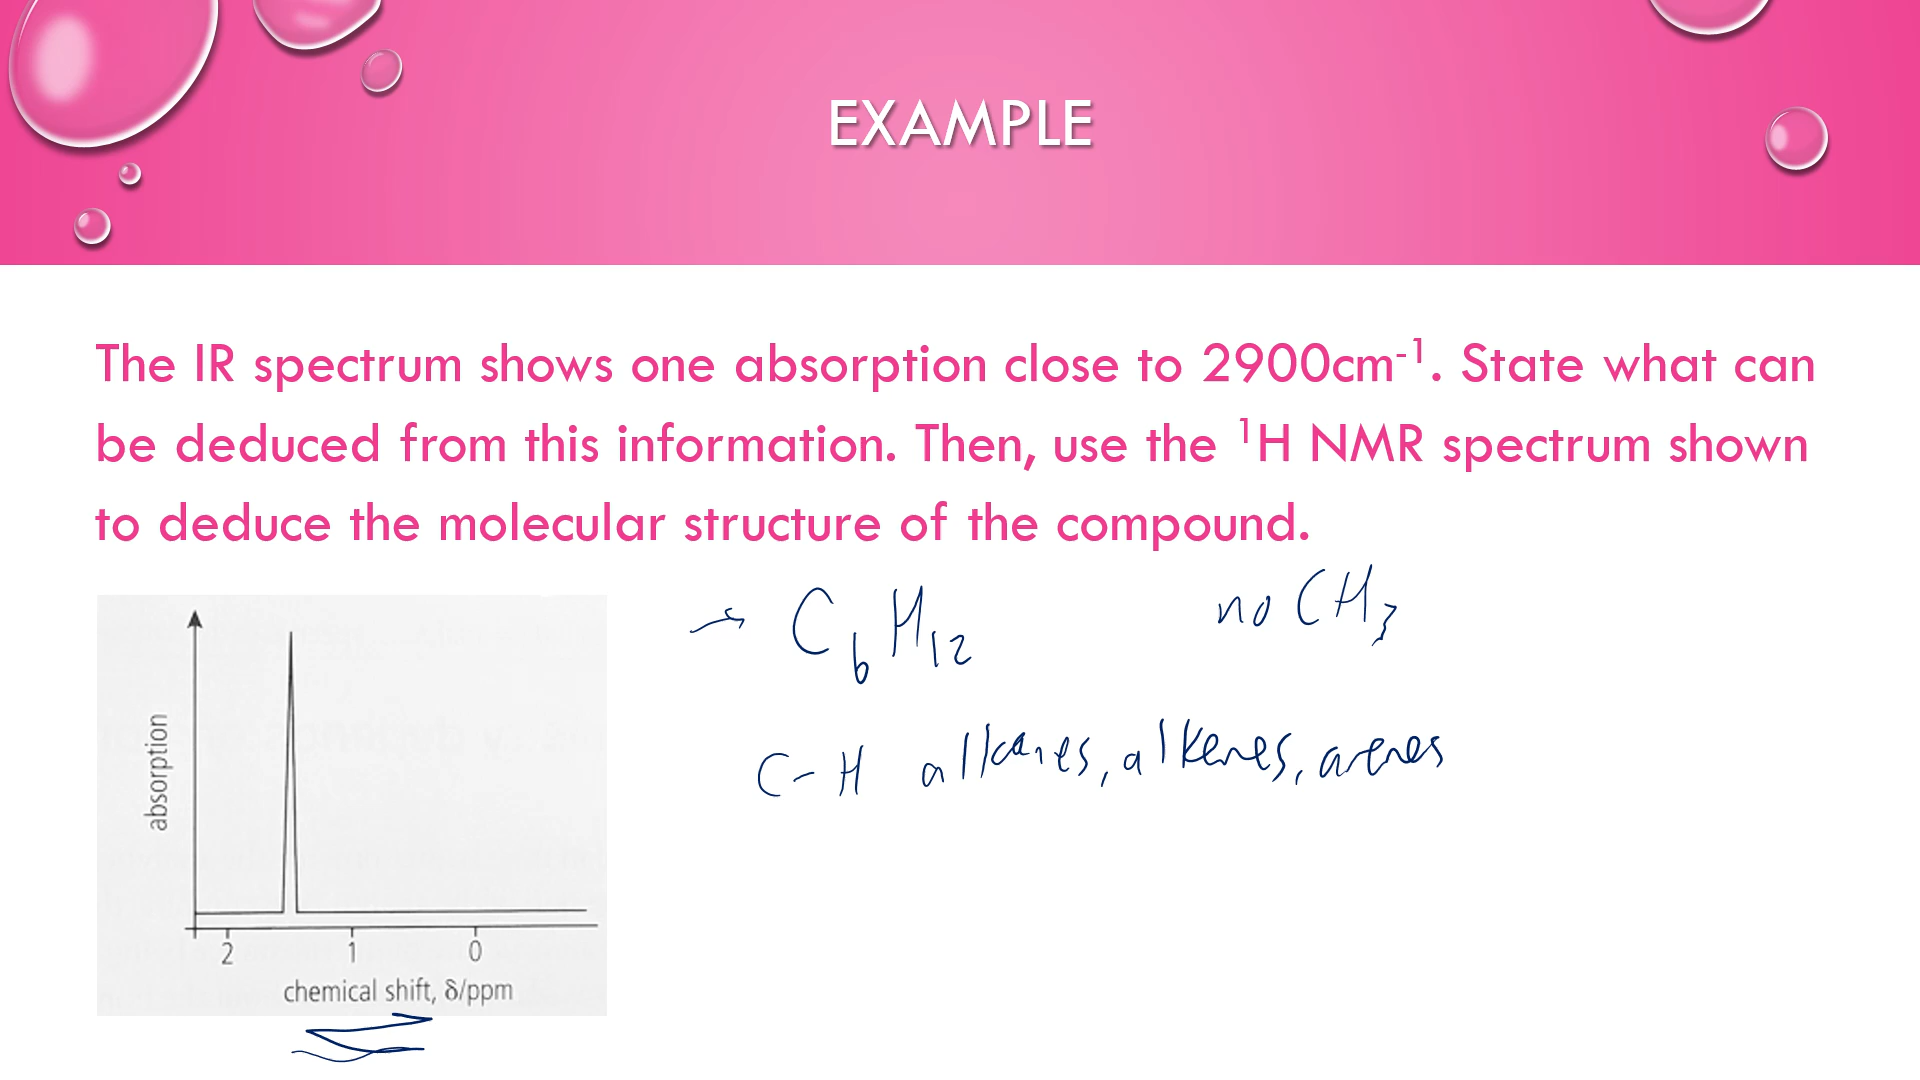 EXAMPLE
The IR spectrum shows one absorption close to 2900cm⁻¹. State what can
be deduced from this information. Then, use the ¹H NMR spectrum shown
to deduce the molecular structure of the compound.
→ C₆H₁₂
no CH₃
C-H alkanes, alkenes, arenes
absorption
2 1 0
chemical shift, δ/ppm